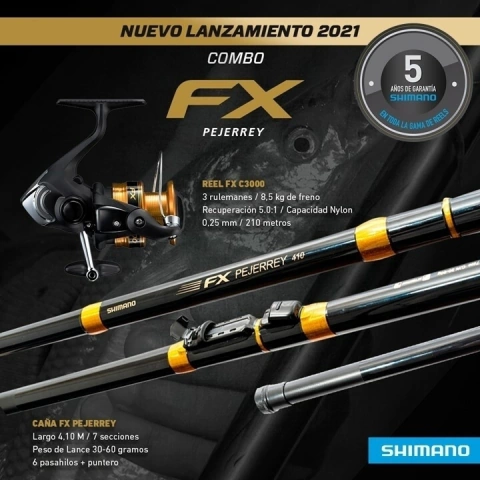 NUEVO LANZAMIENTO 2021
COMBO
FX
PEJERREY
5
AÑOS DE GARANTÍA
SHIMANO
EN TODA LA GAMA DE REELS
REEL FX C3000
3 rulemanes / 8,5 kg de freno
Recuperación 5.0:1 / Capacidad Nylon
0,25 mm / 210 metros
FX PEJERREY 410
SHIMANO
CAÑA FX PEJERREY
Largo 4,10 M / 7 secciones
Peso de Lance 30-60 gramos
6 pasahilos + puntero
SHIMANO